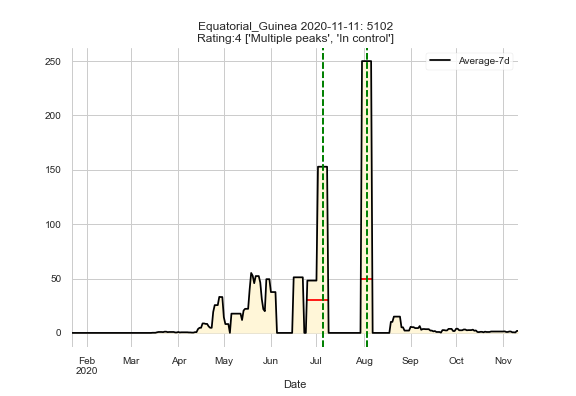 Equatorial_Guinea 2020-11-11: 5102
Rating:4 ['Multiple peaks', 'In control']
Average-7d
250
200
150
100
50
0
Feb Mar Apr May Jun Jul Aug Sep Oct Nov
2020
Date